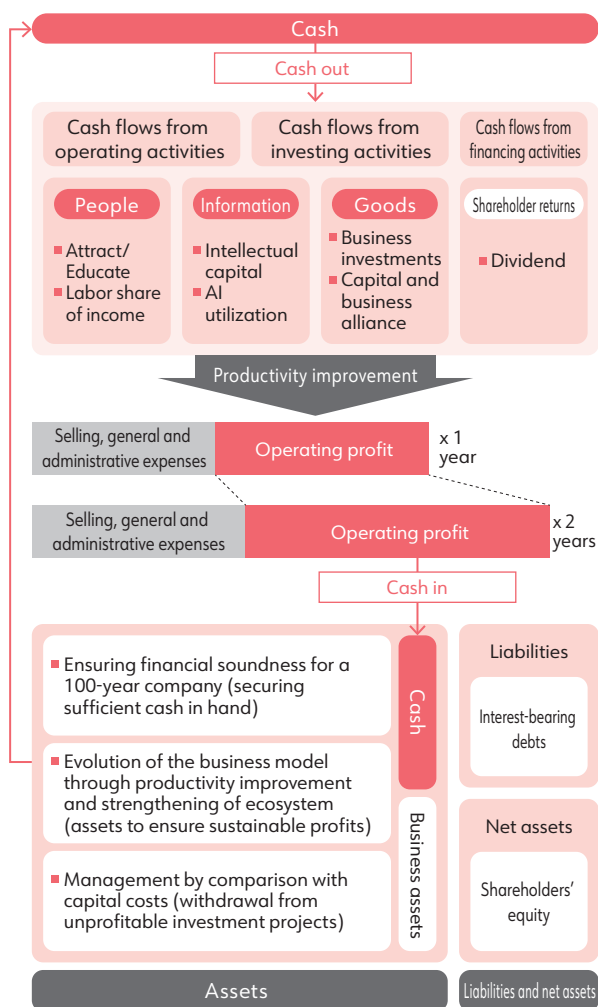 Cash
Cash out
Cash flows from
operating activities
Cash flows from
investing activities
Cash flows from
financing activities
People
Attract/
Educate
Labor share
of income
Information
Intellectual
capital
AI
utilization
Goods
Business
investments
Capital and
business
alliance
Shareholder returns
Dividend
Productivity improvement
Selling, general and
administrative expenses
Operating profit
x 1
year
Selling, general and
administrative expenses
Operating profit
x 2
years
Cash in
Ensuring financial soundness for a
100-year company (securing
sufficient cash in hand)
Evolution of the business model
through productivity improvement
and strengthening of ecosystem
(assets to ensure sustainable profits)
Management by comparison with
capital costs (withdrawal from
unprofitable investment projects)
Cash
Business assets
Liabilities
Interest-bearing
debts
Net assets
Shareholders'
equity
Assets
Liabilities and net assets